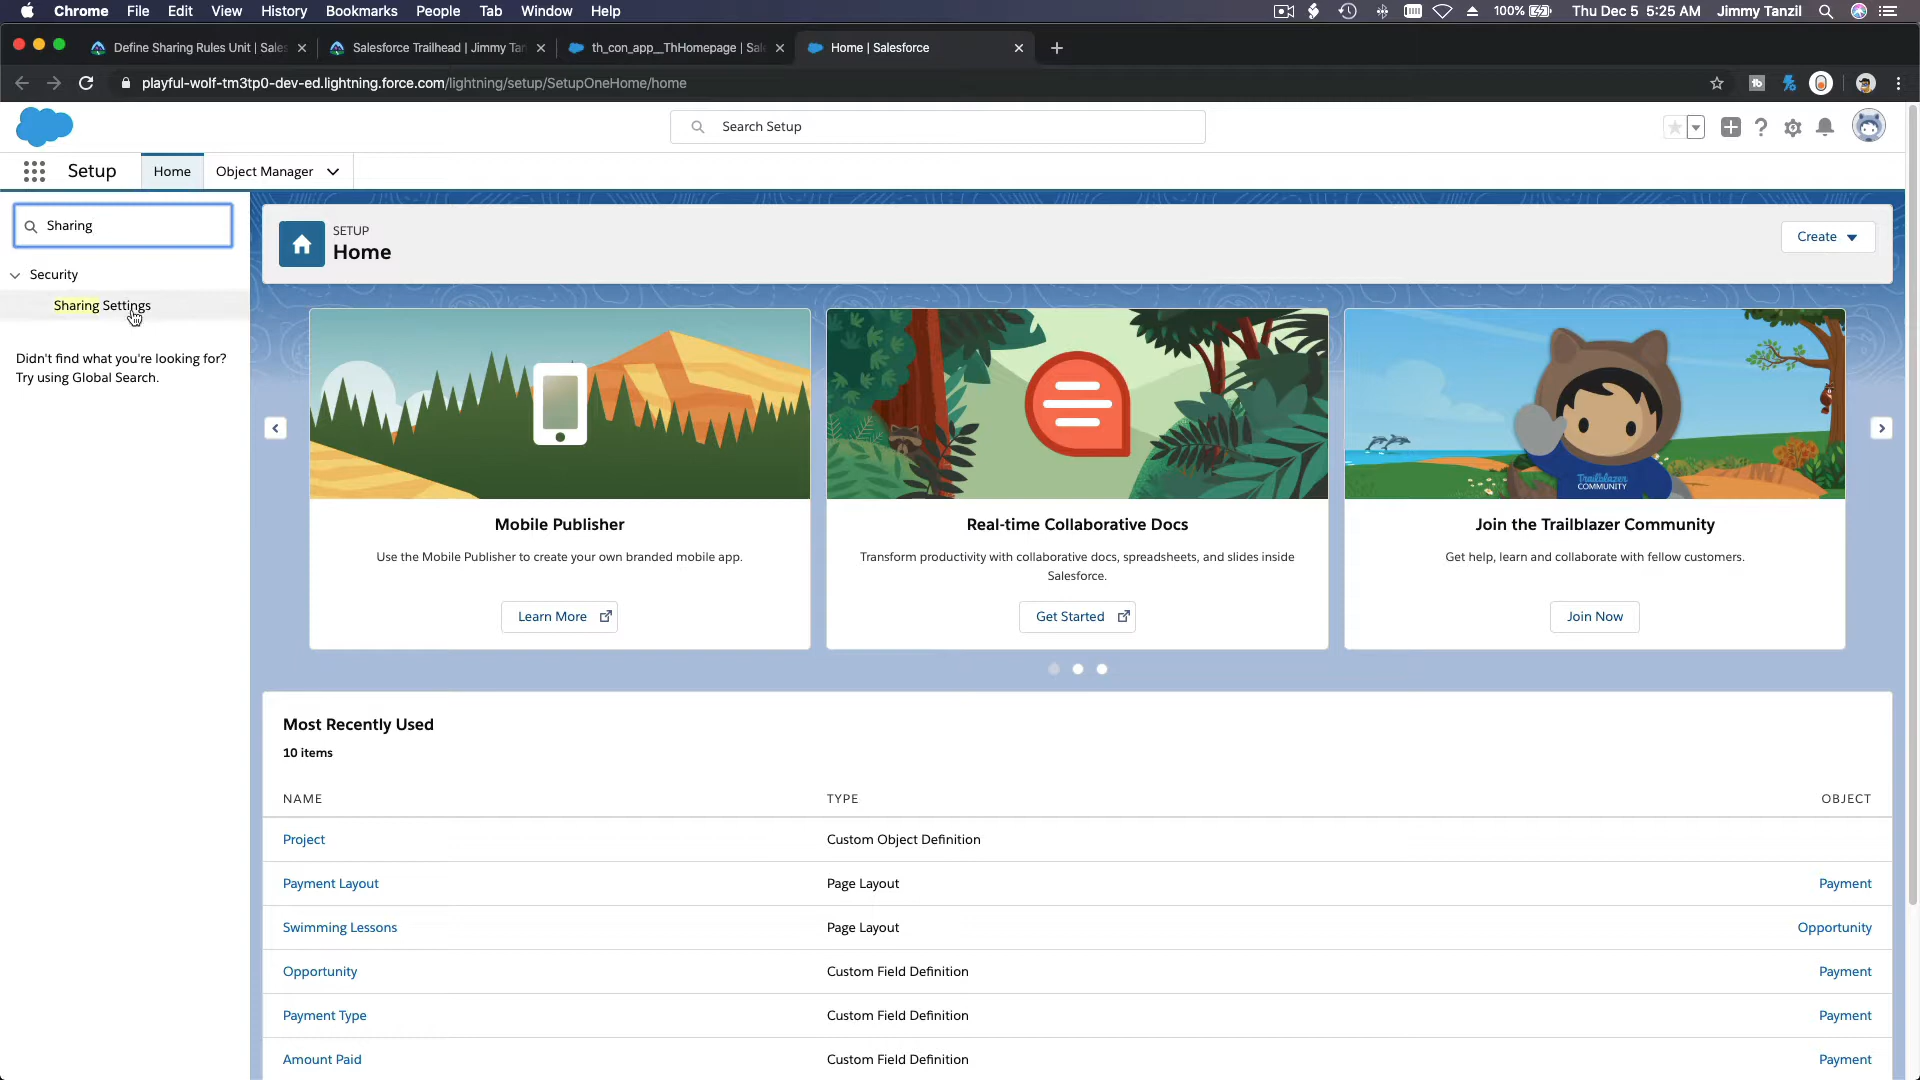 Chrome File Edit View History Bookmarks People Tab Window Help 100% Thu Dec 5 5:25 AM Jimmy Tanzil
Define Sharing Rules Unit | Sales Salesforce Trailhead | Jimmy Tan th_con_app__ThHomepage | Sal Home | Salesforce
playful-wolf-tm3tp0-dev-ed.lightning.force.com/lightning/setup/SetupOneHome/home
Search Setup
Setup Home Object Manager
Sharing
Security
Sharing Settings
Didn't find what you're looking for?
Try using Global Search.
SETUP
Home
Create
Trailblazer
COMMUNITY
Mobile Publisher
Use the Mobile Publisher to create your own branded mobile app.
Learn More
Real-time Collaborative Docs
Transform productivity with collaborative docs, spreadsheets, and slides inside
Salesforce.
Get Started
Join the Trailblazer Community
Get help, learn and collaborate with fellow customers.
Join Now
Most Recently Used
10 items
NAME TYPE OBJECT
Project Custom Object Definition
Payment Layout Page Layout Payment
Swimming Lessons Page Layout Opportunity
Opportunity Custom Field Definition Payment
Payment Type Custom Field Definition Payment
Amount Paid Custom Field Definition Payment